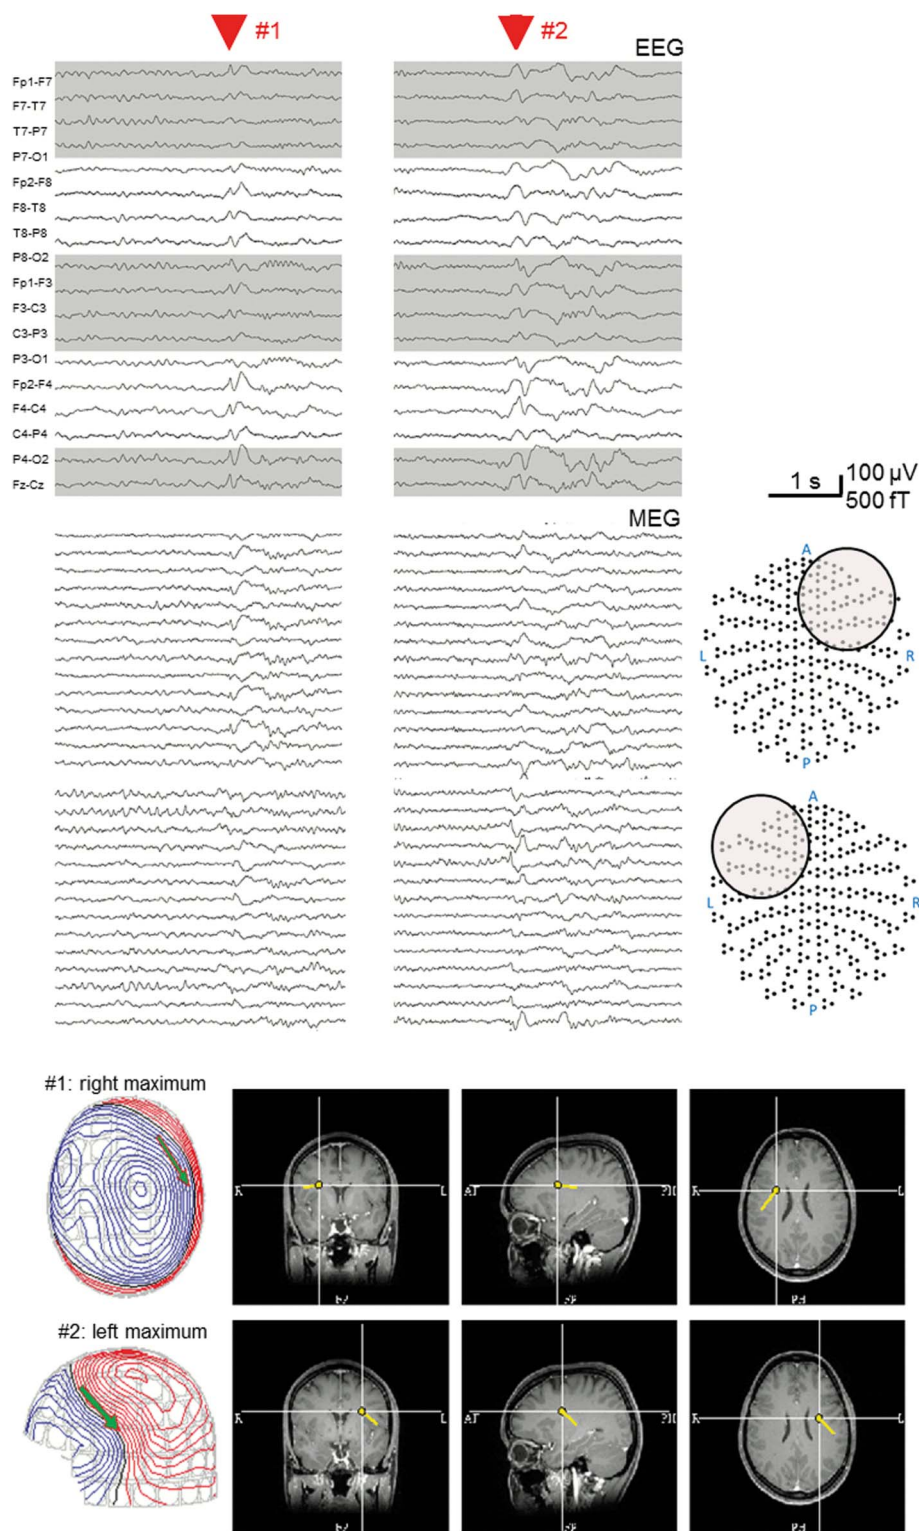 #1 #2
EEG
Fp1-F7
F7-T7
T7-P7
P7-O1
Fp2-F8
F8-T8
T8-P8
P8-O2
Fp1-F3
F3-C3
C3-P3
P3-O1
Fp2-F4
F4-C4
C4-P4
P4-O2
Fz-Cz
1 s 100 µV
500 fT
MEG
A
L R
P
A
L R
P
#1: right maximum
R L R L
#2: left maximum
R L R L